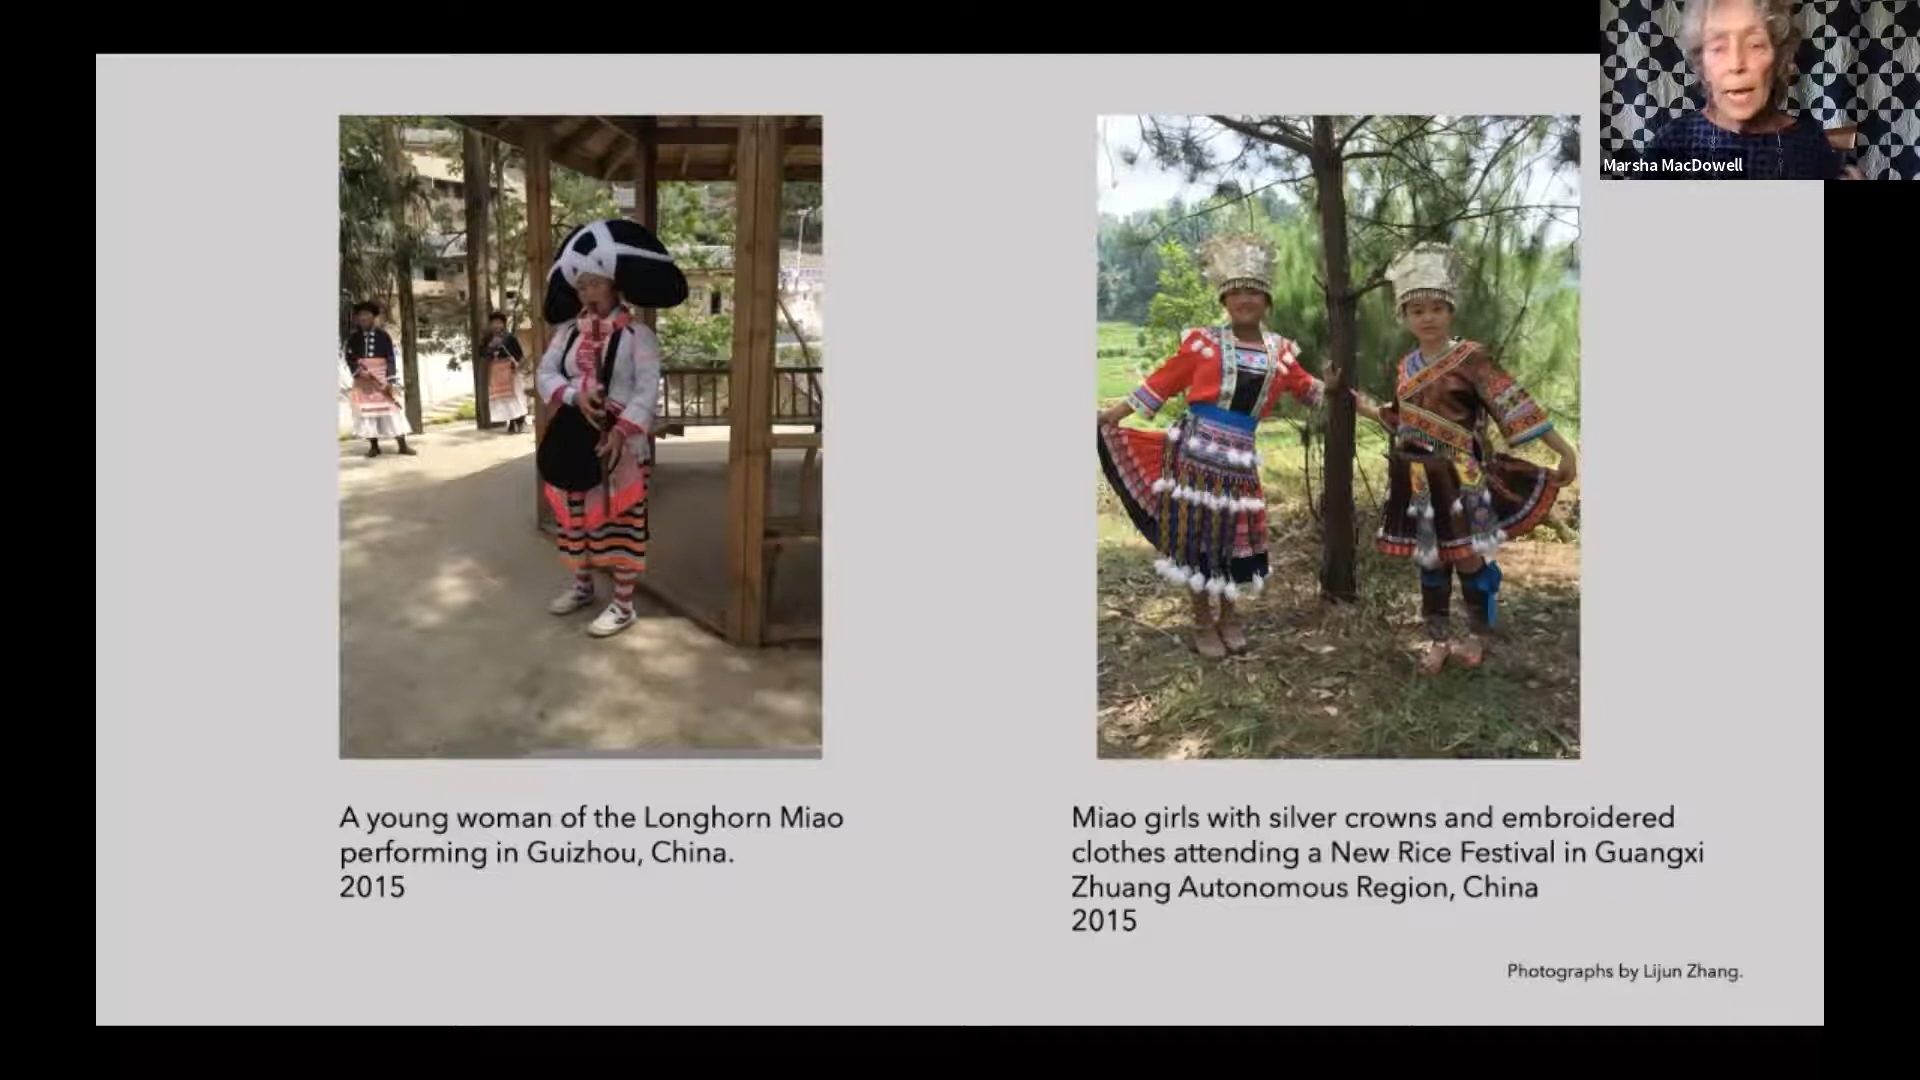 Marsha MacDowell
A young woman of the Longhorn Miao
performing in Guizhou, China.
2015
Miao girls with silver crowns and embroidered
clothes attending a New Rice Festival in Guangxi
Zhuang Autonomous Region, China
2015
Photographs by Lijun Zhang.